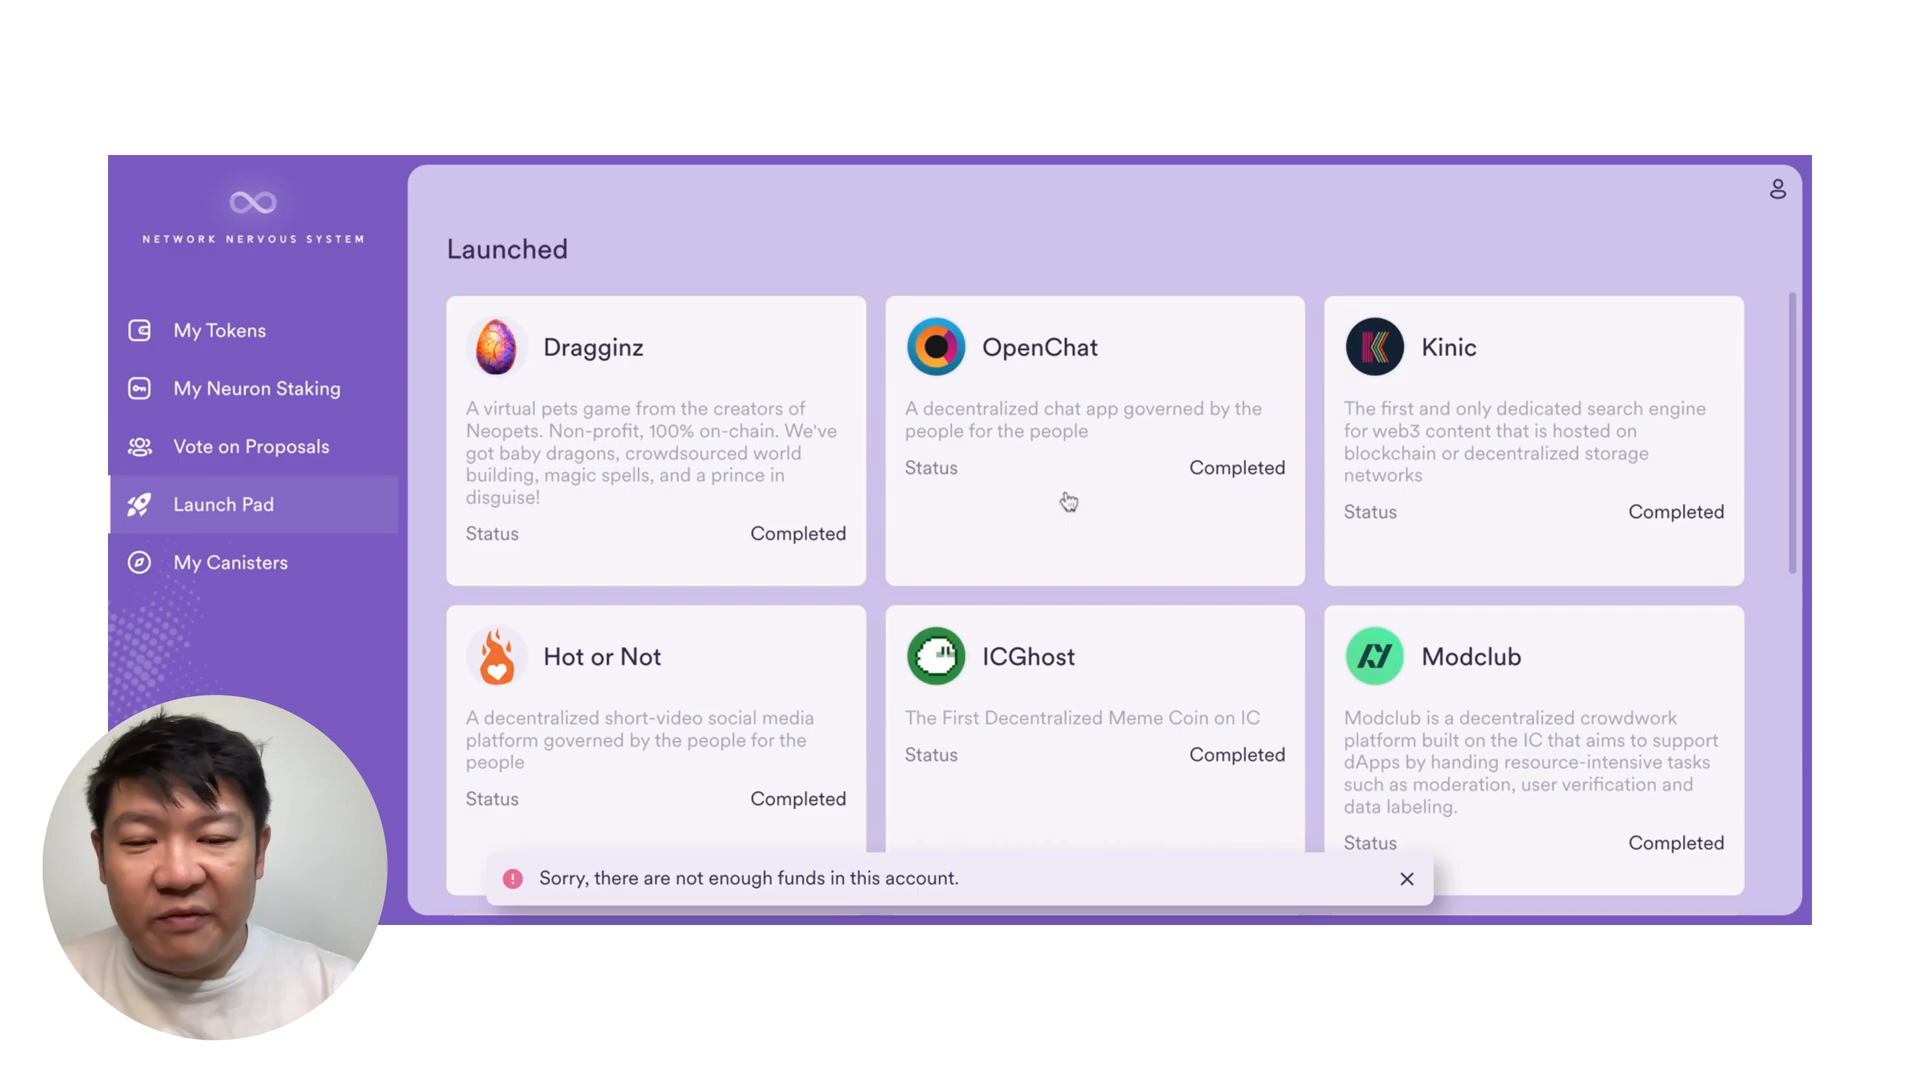 NETWORK NERVOUS SYSTEM
My Tokens
My Neuron Staking
Vote on Proposals
Launch Pad
My Canisters
Launched
Dragginz
A virtual pets game from the creators of
Neopets. Non-profit, 100% on-chain. We've
got baby dragons, crowdsourced world
building, magic spells, and a prince in
disguise!
Status Completed
OpenChat
A decentralized chat app governed by the
people for the people
Status Completed
Kinic
The first and only dedicated search engine
for web3 content that is hosted on
blockchain or decentralized storage
networks
Status Completed
Hot or Not
A decentralized short-video social media
platform governed by the people for the
people
Status Completed
ICGhost
The First Decentralized Meme Coin on IC
Status Completed
Modclub
Modclub is a decentralized crowdwork
platform built on the IC that aims to support
dApps by handing resource-intensive tasks
such as moderation, user verification and
data labeling.
Status Completed
Sorry, there are not enough funds in this account.